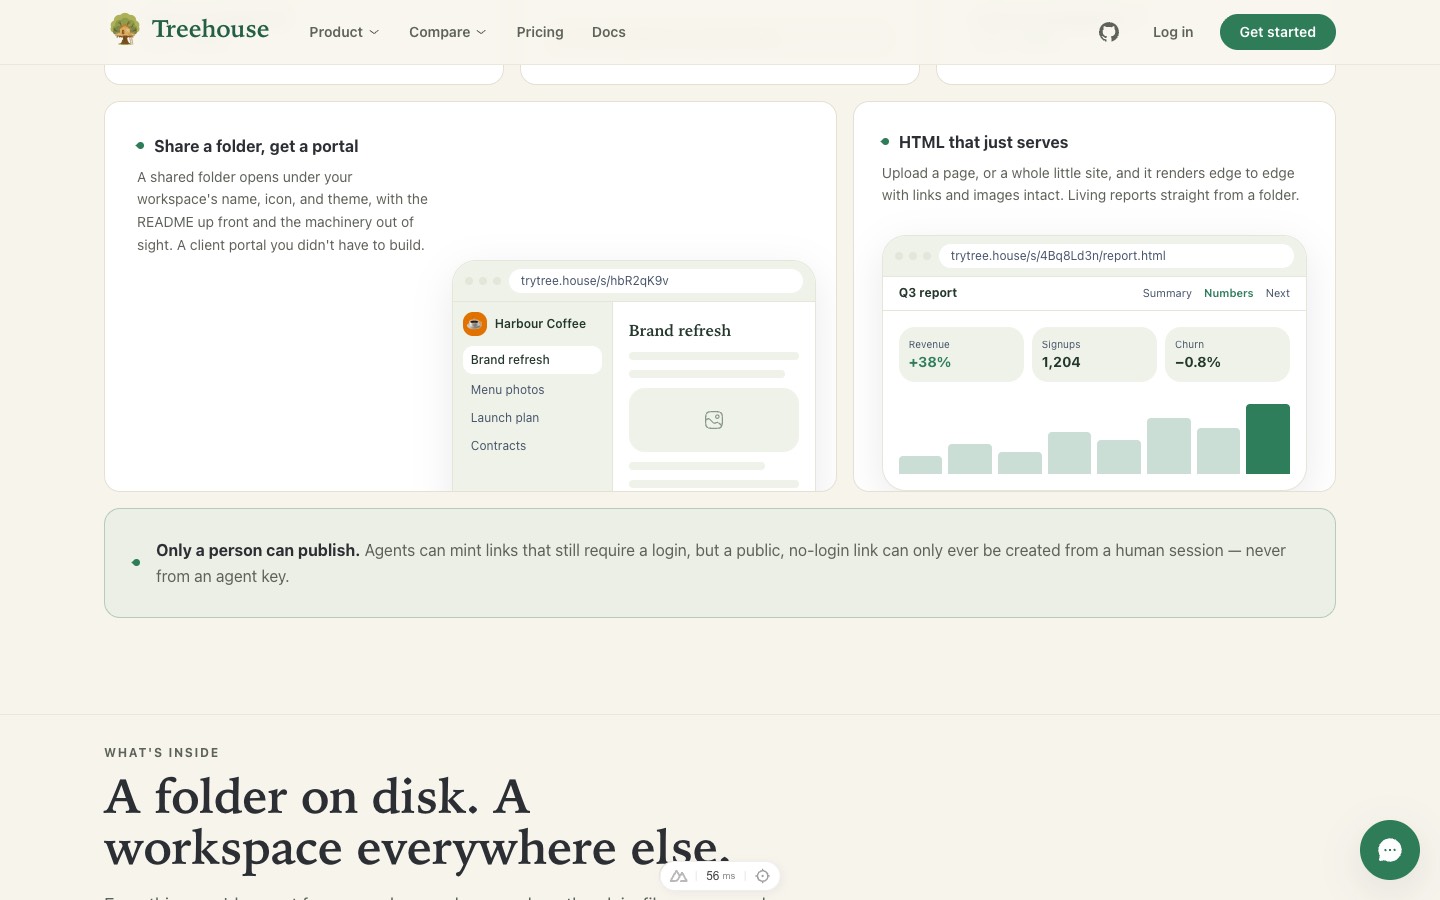 Treehouse
Product
Compare
Pricing
Docs
Log in
Get started
Share a folder, get a portal
A shared folder opens under your
workspace's name, icon, and theme, with the
README up front and the machinery out of
sight. A client portal you didn't have to build.
trytree.house/s/hbR2qK9v
Harbour Coffee
Brand refresh
Menu photos
Launch plan
Contracts
Brand refresh
HTML that just serves
Upload a page, or a whole little site, and it renders edge to edge
with links and images intact. Living reports straight from a folder.
trytree.house/s/4Bq8Ld3n/report.html
Q3 report
Summary
Numbers
Next
Revenue
+38%
Signups
1,204
Churn
−0.8%
Only a person can publish. Agents can mint links that still require a login, but a public, no-login link can only ever be created from a human session — never
from an agent key.
WHAT'S INSIDE
A folder on disk. A
workspace everywhere else.
56 ms